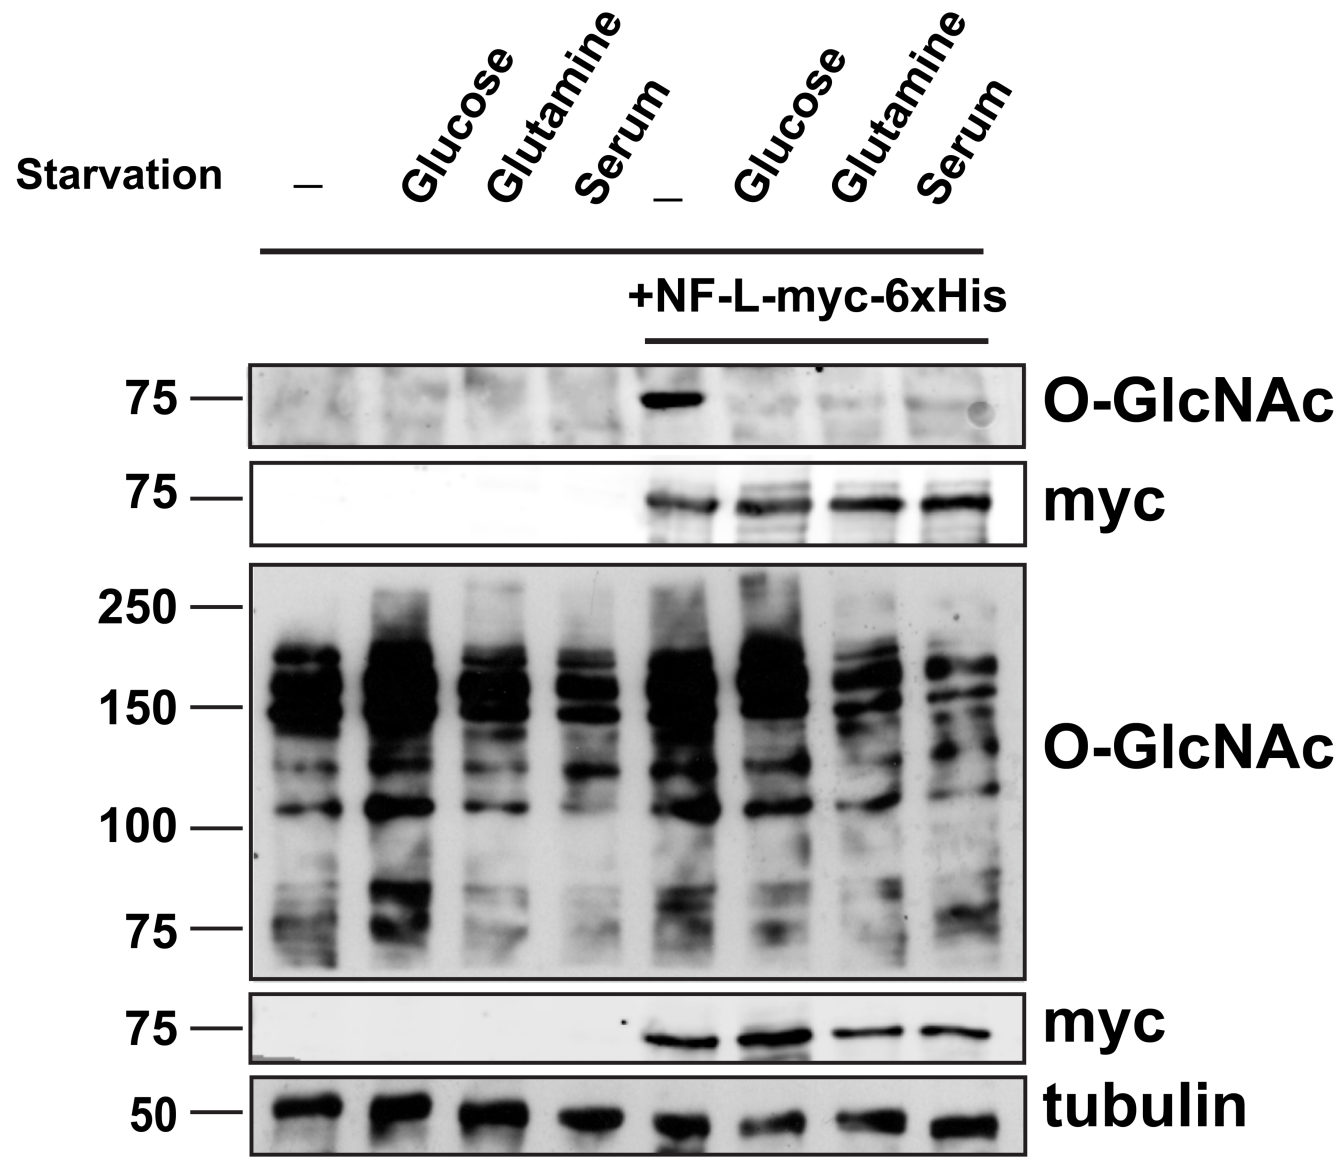 Starvation – Glucose Glutamine Serum – Glucose Glutamine Serum
+NF-L-myc-6xHis
75 O-GlcNAc
75 myc
250
150
O-GlcNAc
100
75
75 myc
50 tubulin